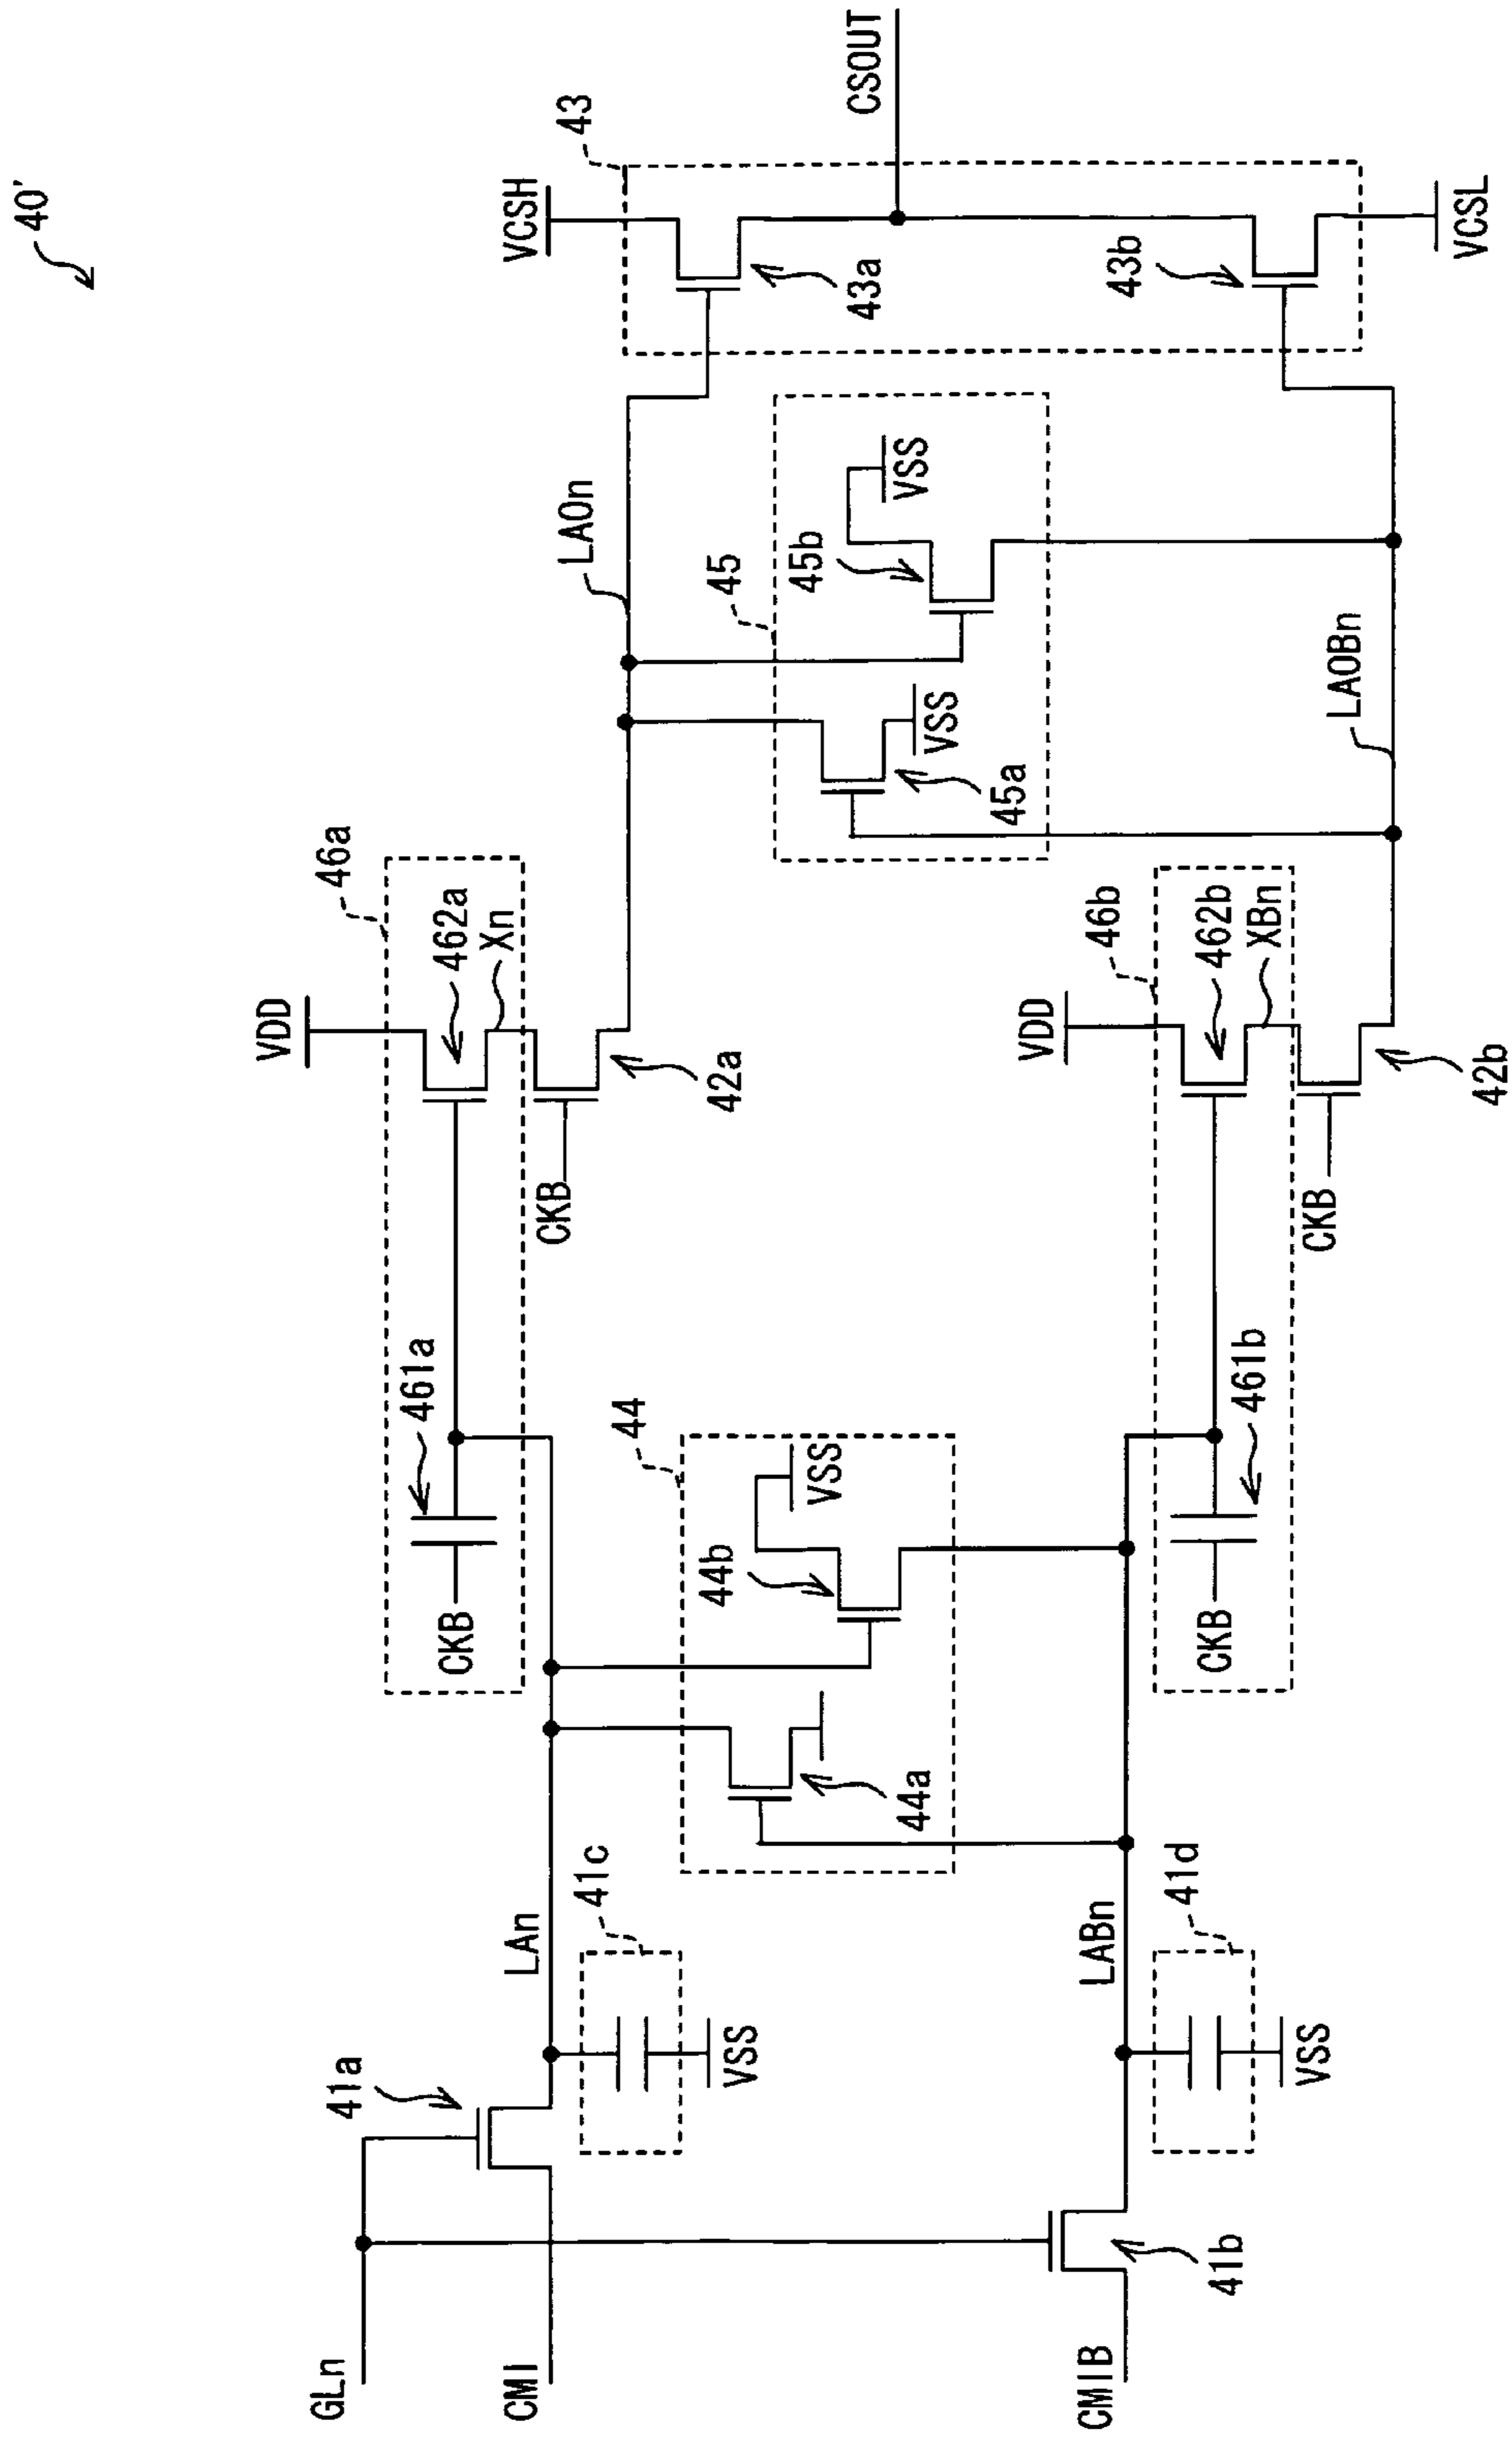 40'
GLn
CMI
CMIB
41a
41b
LAn
41c
VSS
LABn
41d
VSS
44
44a
44b
VSS
46a
461a
CKB
462a
Xn
VDD
CKB
42a
46b
461b
CKB
462b
XBn
VDD
CKB
42b
LAOn
45
45a
VSS
45b
VSS
LAOBn
43
VCSH
43a
43b
VCSL
CSOUT